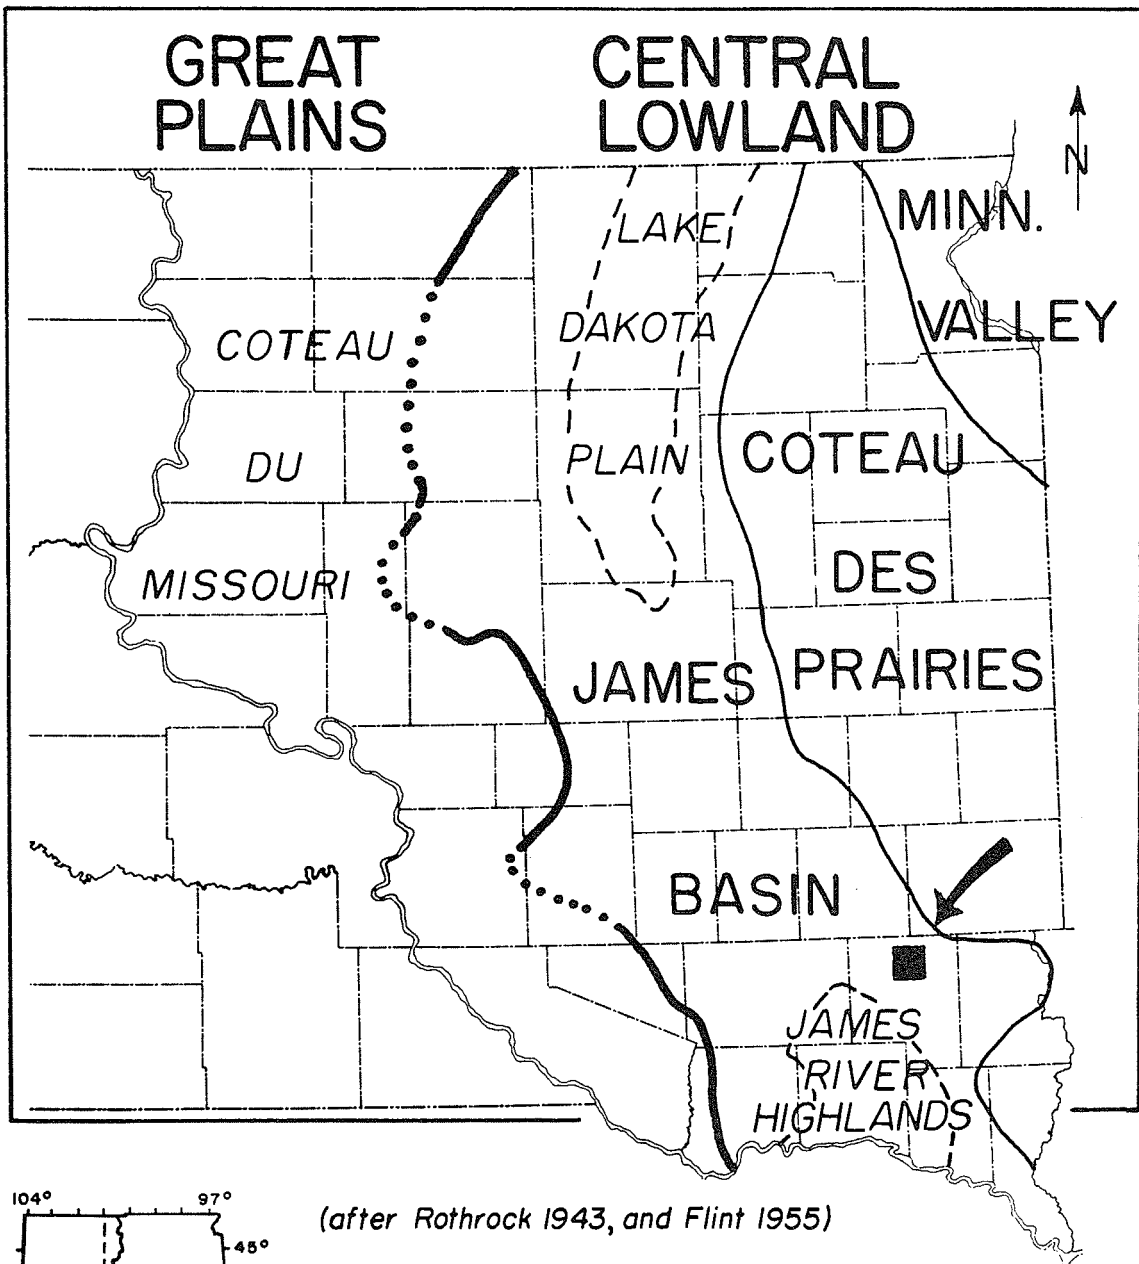 GREAT
PLAINS
CENTRAL
LOWLAND
N
MINN.
VALLEY
LAKE
DAKOTA
PLAIN
COTEAU
DU
MISSOURI
COTEAU
DES
PRAIRIES
JAMES
BASIN
JAMES
RIVER
HIGHLANDS
104° 97°
45°
(after Rothrock 1943, and Flint 1955)